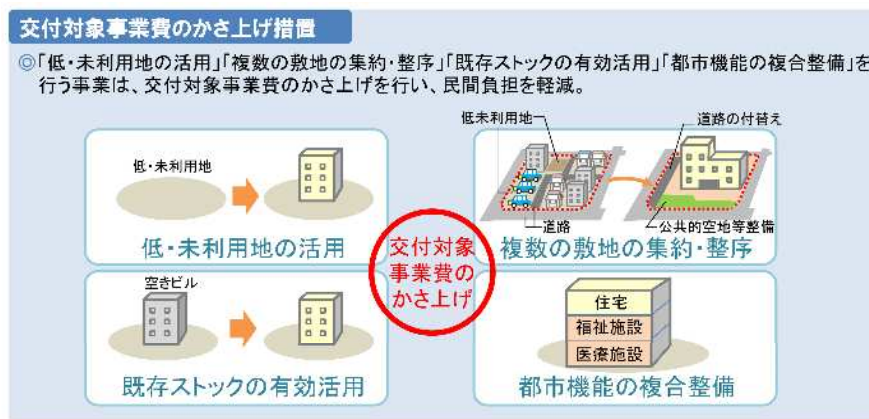 交付対象事業費のかさ上げ措置
◎「低・未利用地の活用」「複数の敷地の集約・整序」「既存ストックの有効活用」「都市機能の複合整備」を
行う事業は、交付対象事業費のかさ上げを行い、民間負担を軽減。
低・未利用地
低・未利用地の活用
低未利用地
道路の付替え
道路
公共的空地等整備
複数の敷地の集約・整序
交付対象
事業費の
かさ上げ
空きビル
既存ストックの有効活用
住宅
福祉施設
医療施設
都市機能の複合整備